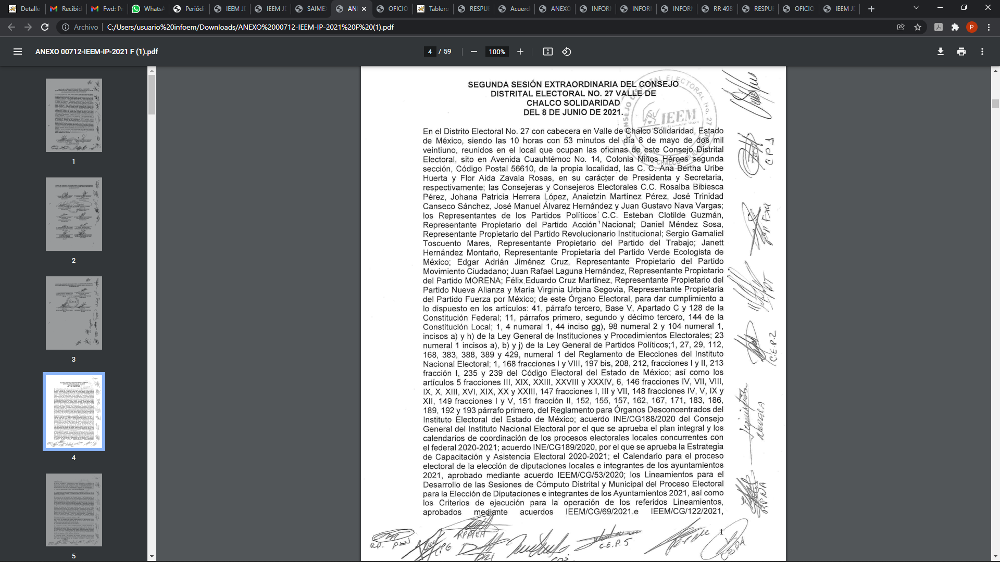 Detalle
Recibid
Fwd: Pr
WhatsA
Periódi
IEEM JD
IEEM JD
SAIMEX
AN
OFICIO
Tablero
RESPUE
Acuerd
ANEXO
INFORM
INFORM
INFORM
RR 498
RESPUE
OFICIO
IEEM JD
Archivo
C:/Users/usuario%20infoem/Downloads/ANEXO%2000712-IEEM-IP-2021%20F%20(1).pdf
P
ANEXO 00712-IEEM-IP-2021 F (1).pdf
4 / 59
100%
1
2
3
4
5
SEGUNDA SESIÓN EXTRAORDINARIA DEL CONSEJO
DISTRITAL ELECTORAL NO. 27 VALLE DE
CHALCO SOLIDARIDAD
DEL 8 DE JUNIO DE 2021.
IEEM
En el Distrito Electoral No. 27 con cabecera en Valle de Chalco Solidaridad, Estado
de México, siendo las 10 horas con 53 minutos del día 8 de mayo de dos mil
veintiuno, reunidos en el local que ocupan las oficinas de este Consejo Distrital
Electoral, sito en Avenida Cuauhtémoc No. 14, Colonia Niños Héroes segunda
sección, Código Postal 56610, de la propia localidad, las C. C. Ana Bertha Uribe
Huerta y Flor Aida Zavala Rosas, en su carácter de Presidenta y Secretaria,
respectivamente; las Consejeras y Consejeros Electorales C.C. Rosalba Bibiesca
Pérez, Johana Patricia Herrera López, Anaietzin Martínez Pérez, José Trinidad
Canseco Sánchez, José Manuel Álvarez Hernández y Juan Gustavo Nava Vargas;
los Representantes de los Partidos Políticos C.C. Esteban Clotilde Guzmán,
Representante Propietario del Partido Acción Nacional; Daniel Méndez Sosa,
Representante Propietario del Partido Revolucionario Institucional; Sergio Gamaliel
Toscuento Mares, Representante Propietario del Partido del Trabajo; Janett
Hernández Montaño, Representante Propietaria del Partido Verde Ecologista de
México; Edgar Adrián Jiménez Cruz, Representante Propietario del Partido
Movimiento Ciudadano; Juan Rafael Laguna Hernández, Representante Propietario
del Partido MORENA; Félix Eduardo Cruz Martínez, Representante Propietario del
Partido Nueva Alianza y María Virginia Urbina Segovia, Representante Propietaria
del Partido Fuerza por México; de este Órgano Electoral, para dar cumplimiento a
lo dispuesto en los artículos: 41, párrafo tercero, Base V, Apartado C y 128 de la
Constitución Federal; 11, párrafos primero, segundo y décimo tercero, 144 de la
Constitución Local; 1, 4 numeral 1, 44 inciso gg), 98 numeral 2 y 104 numeral 1,
incisos a) y h) de la Ley General de Instituciones y Procedimientos Electorales; 23
numeral 1 incisos a), b) y j) de la Ley General de Partidos Políticos;1, 27, 29, 112,
168, 383, 388, 389 y 429, numeral 1 del Reglamento de Elecciones del Instituto
Nacional Electoral; 1, 168 fracciones I y VIII, 197 bis, 208, 212, fracciones I y II, 213
fracción I, 235 y 239 del Código Electoral del Estado de México; así como los
artículos 5 fracciones III, XIX, XXIII, XXVIII y XXXIV, 6, 146 fracciones IV, VII, VIII,
IX, X, XIII, XVI, XIX, XX y XXIII, 147 fracciones I, III y VII, 148 fracciones IV, V, IX y
XII, 149 fracciones I y V, 151 fracción II, 152, 155, 157, 162, 167, 171, 183, 186,
189, 192 y 193 párrafo primero, del Reglamento para Órganos Desconcentrados del
Instituto Electoral del Estado de México; acuerdo INE/CG188/2020 del Consejo
General del Instituto Nacional Electoral por el que se aprueba el plan integral y los
calendarios de coordinación de los procesos electorales locales concurrentes con
el federal 2020-2021; acuerdo INE/CG189/2020, por el que se aprueba la Estrategia
de Capacitación y Asistencia Electoral 2020-2021; el Calendario para el proceso
electoral de la elección de diputaciones locales e integrantes de los ayuntamientos
2021, aprobado mediante acuerdo IEEM/CG/53/2020; los Lineamientos para el
Desarrollo de las Sesiones de Cómputo Distrital y Municipal del Proceso Electoral
para la Elección de Diputaciones e integrantes de los Ayuntamientos 2021, así como
los Criterios de ejecución para la operación de los referidos Lineamientos,
aprobados mediante acuerdos IEEM/CG/69/2021.e IEEM/CG/122/2021,
C.E.P.2
RPNA
R.P. PAN
C.E.P. 5
1